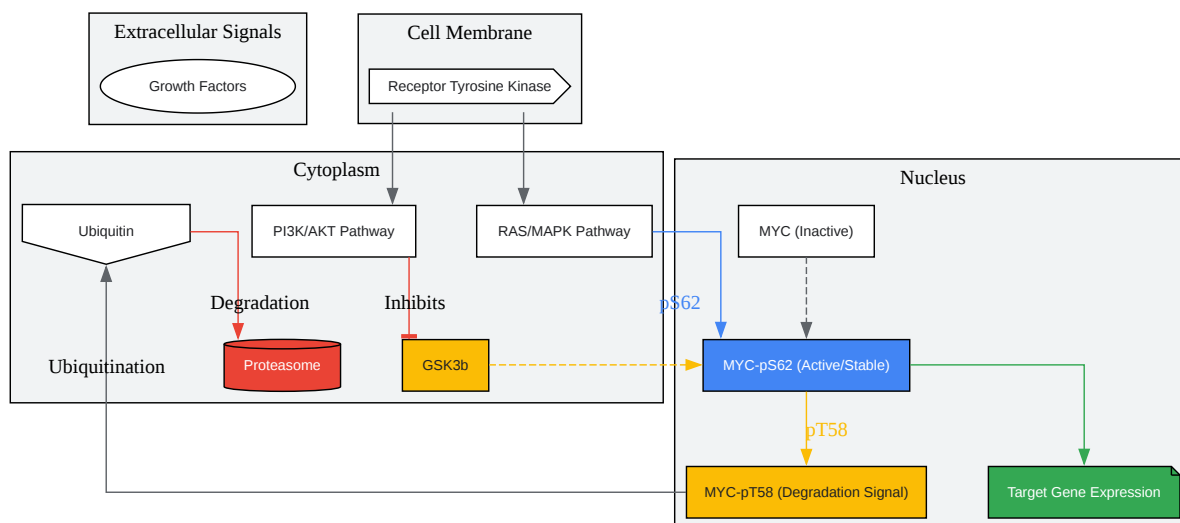 Extracellular Signals
Growth Factors
Cell Membrane
Receptor Tyrosine Kinase
Cytoplasm
Ubiquitin
PI3K/AKT Pathway
RAS/MAPK Pathway
Degradation
Inhibits
pS62
Ubiquitination
Proteasome
GSK3b
Nucleus
MYC (Inactive)
MYC-pS62 (Active/Stable)
pT58
MYC-pT58 (Degradation Signal)
Target Gene Expression